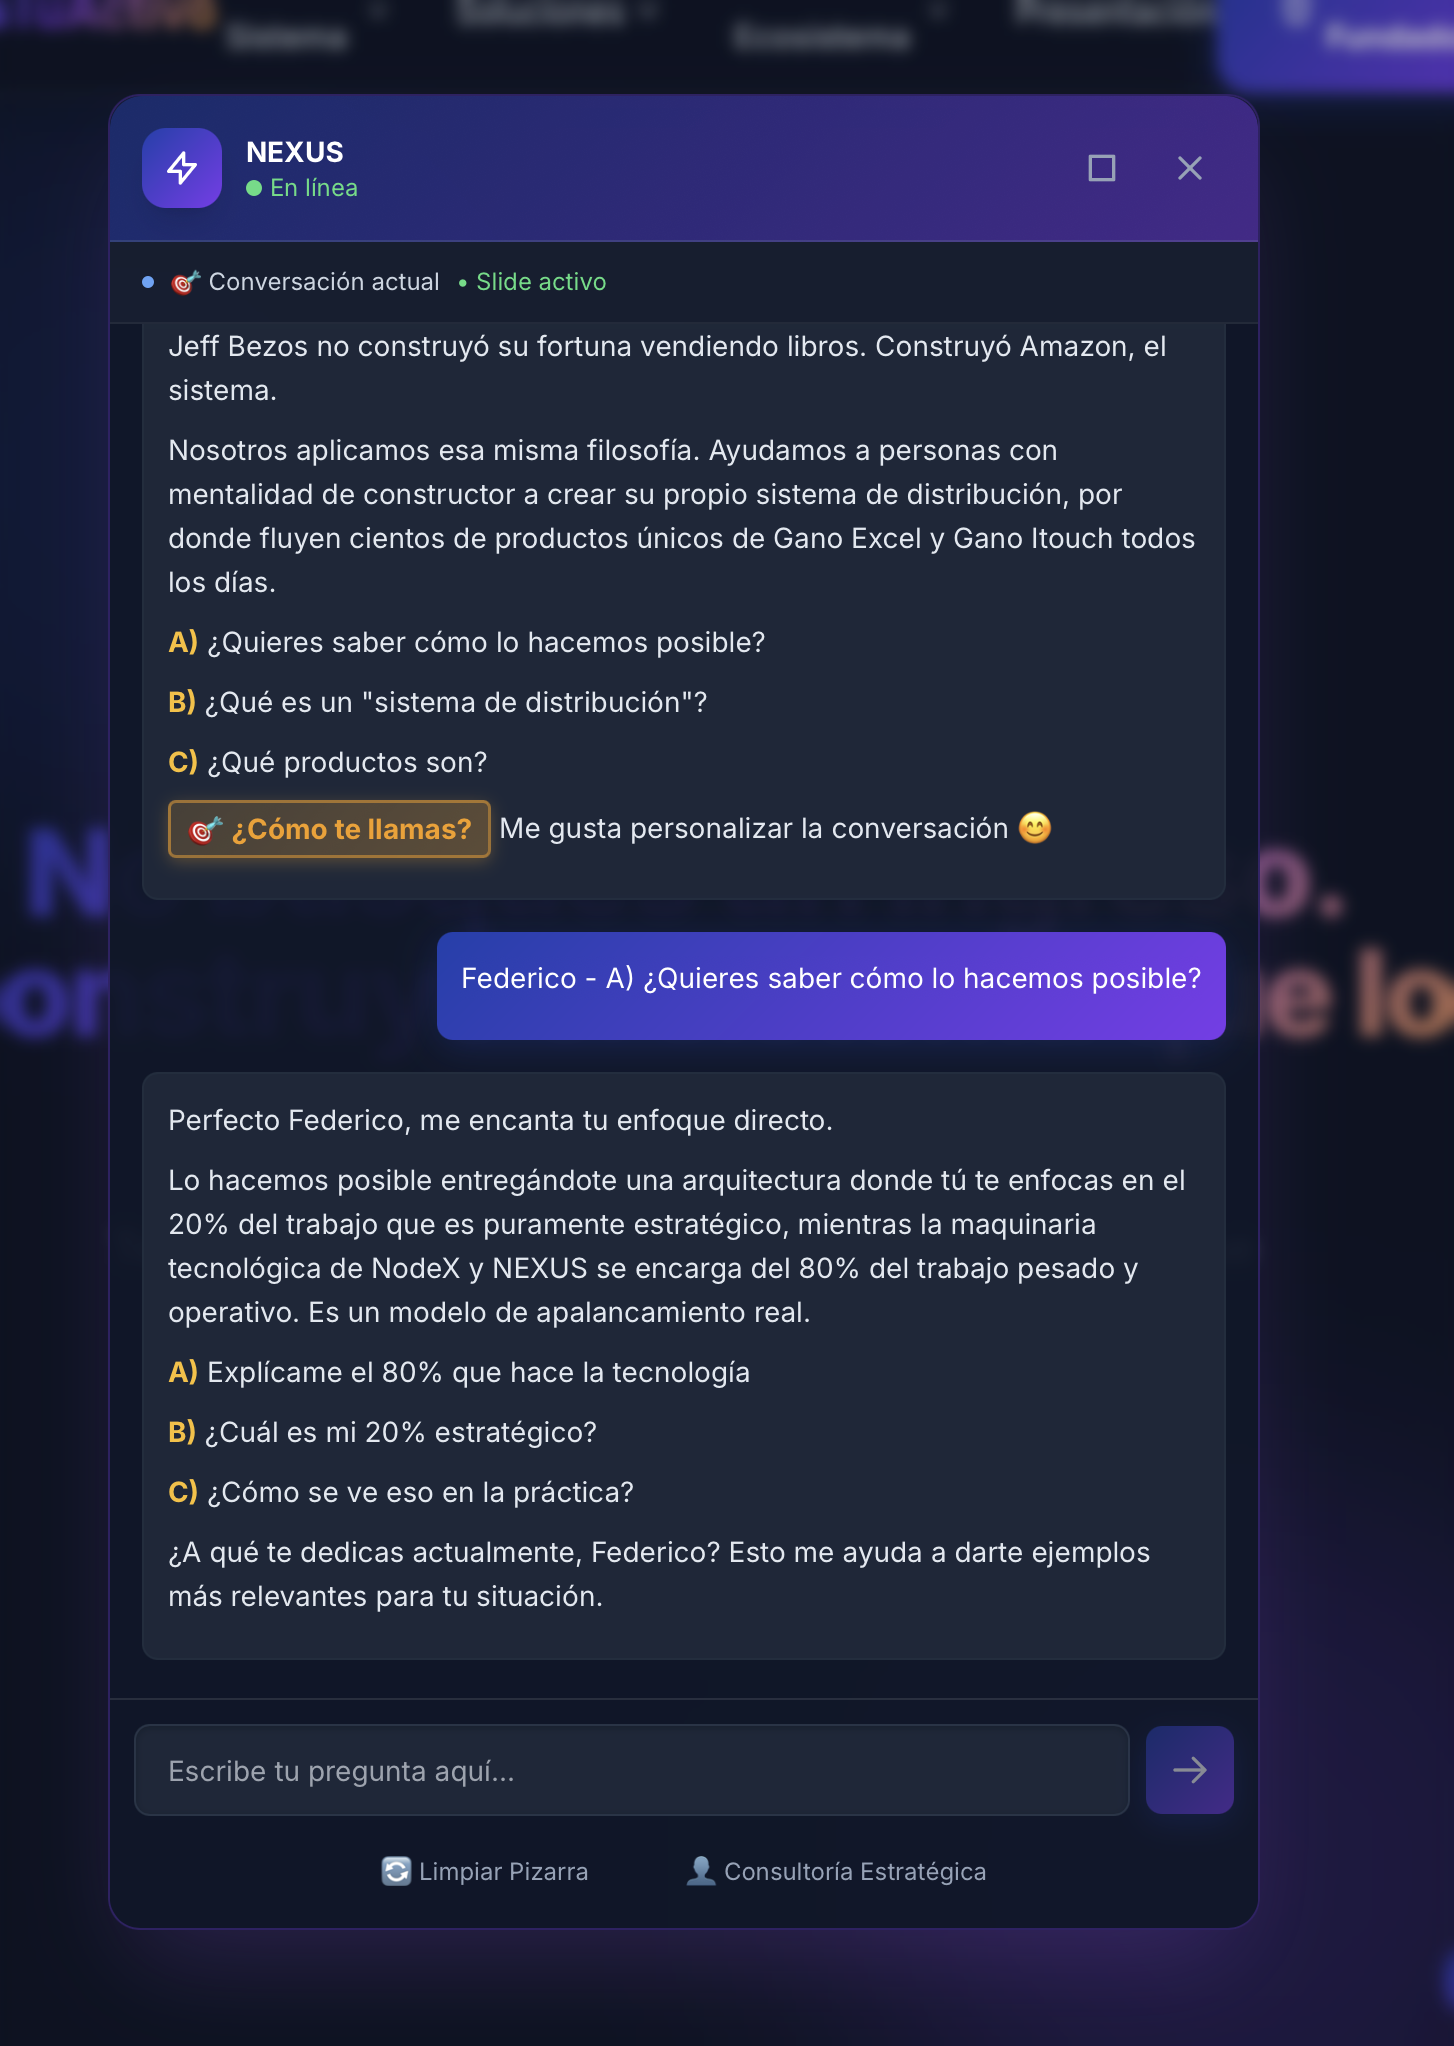 TuActivo
Sistema
Soluciones
Ecosistema
Presentación
NEXUS
En línea
🎯 Conversación actual • Slide activo
Jeff Bezos no construyó su fortuna vendiendo libros. Construyó Amazon, el
sistema.
Nosotros aplicamos esa misma filosofía. Ayudamos a personas con
mentalidad de constructor a crear su propio sistema de distribución, por
donde fluyen cientos de productos únicos de Gano Excel y Gano Itouch todos
los días.
A) ¿Quieres saber cómo lo hacemos posible?
B) ¿Qué es un "sistema de distribución"?
C) ¿Qué productos son?
🎯 ¿Cómo te llamas? Me gusta personalizar la conversación 😊
Federico - A) ¿Quieres saber cómo lo hacemos posible?
Perfecto Federico, me encanta tu enfoque directo.
Lo hacemos posible entregándote una arquitectura donde tú te enfocas en el
20% del trabajo que es puramente estratégico, mientras la maquinaria
tecnológica de NodeX y NEXUS se encarga del 80% del trabajo pesado y
operativo. Es un modelo de apalancamiento real.
A) Explícame el 80% que hace la tecnología
B) ¿Cuál es mi 20% estratégico?
C) ¿Cómo se ve eso en la práctica?
¿A qué te dedicas actualmente, Federico? Esto me ayuda a darte ejemplos
más relevantes para tu situación.
Escribe tu pregunta aquí...
🔄 Limpiar Pizarra
👤 Consultoría Estratégica